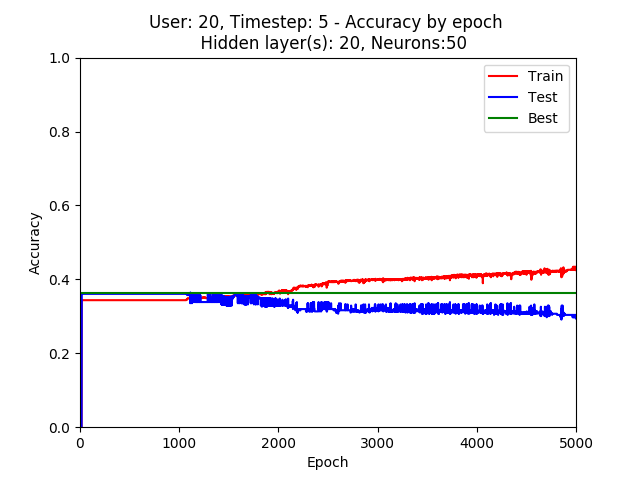 User: 20, Timestep: 5 - Accuracy by epoch
Hidden layer(s): 20, Neurons:50
1.0
Train
Test
Best
0.8
0.6
Accuracy
0.4
0.2
0.0
0 1000 2000 3000 4000 5000
Epoch